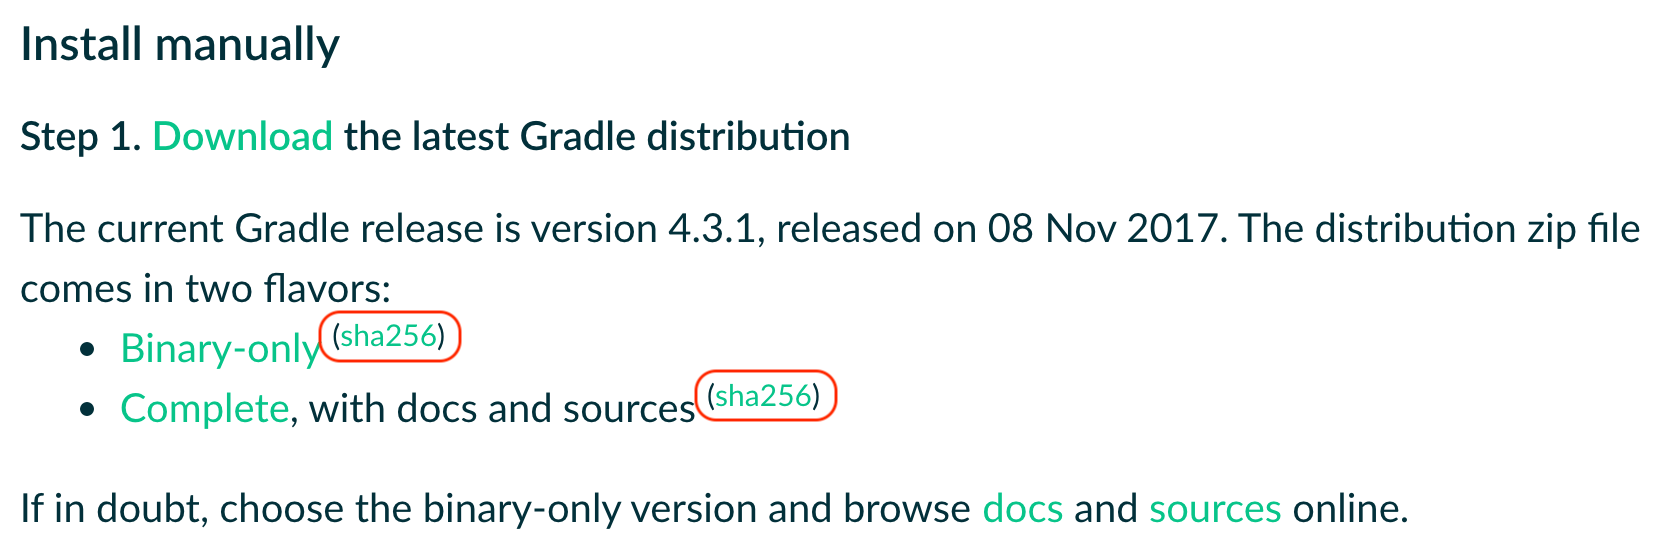 Install manually
Step 1. Download the latest Gradle distribution
The current Gradle release is version 4.3.1, released on 08 Nov 2017. The distribution zip file
comes in two flavors:
• Binary-only (sha256)
• Complete, with docs and sources (sha256)
If in doubt, choose the binary-only version and browse docs and sources online.